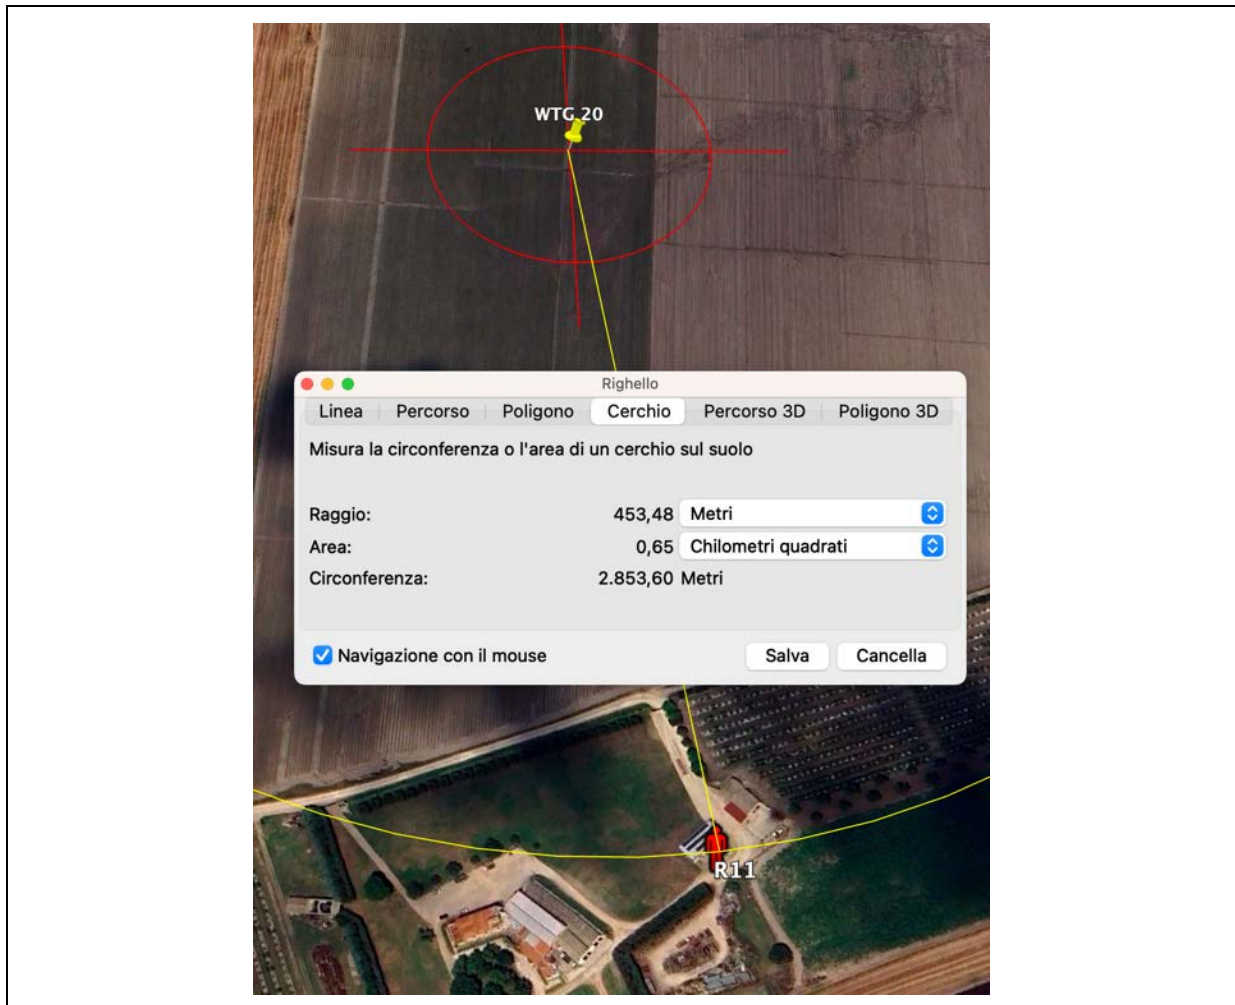 WTG 20
Righello
Linea Percorso Poligono Cerchio Percorso 3D Poligono 3D
Misura la circonferenza o l'area di un cerchio sul suolo
Raggio: 453,48 Metri
Area: 0,65 Chilometri quadrati
Circonferenza: 2.853,60 Metri
Navigazione con il mouse Salva Cancella
R11